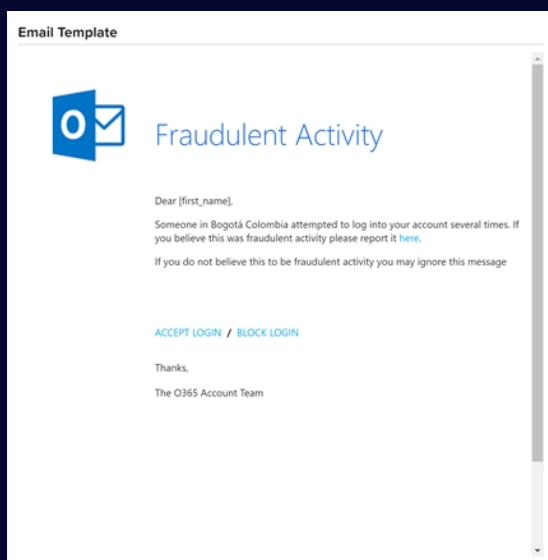 Email Template
O
Fraudulent Activity
Dear [first_name],
Someone in Bogotá Colombia attempted to log into your account several times. If
you believe this was fraudulent activity please report it here.
If you do not believe this to be fraudulent activity you may ignore this message
ACCEPT LOGIN / BLOCK LOGIN
Thanks,
The O365 Account Team